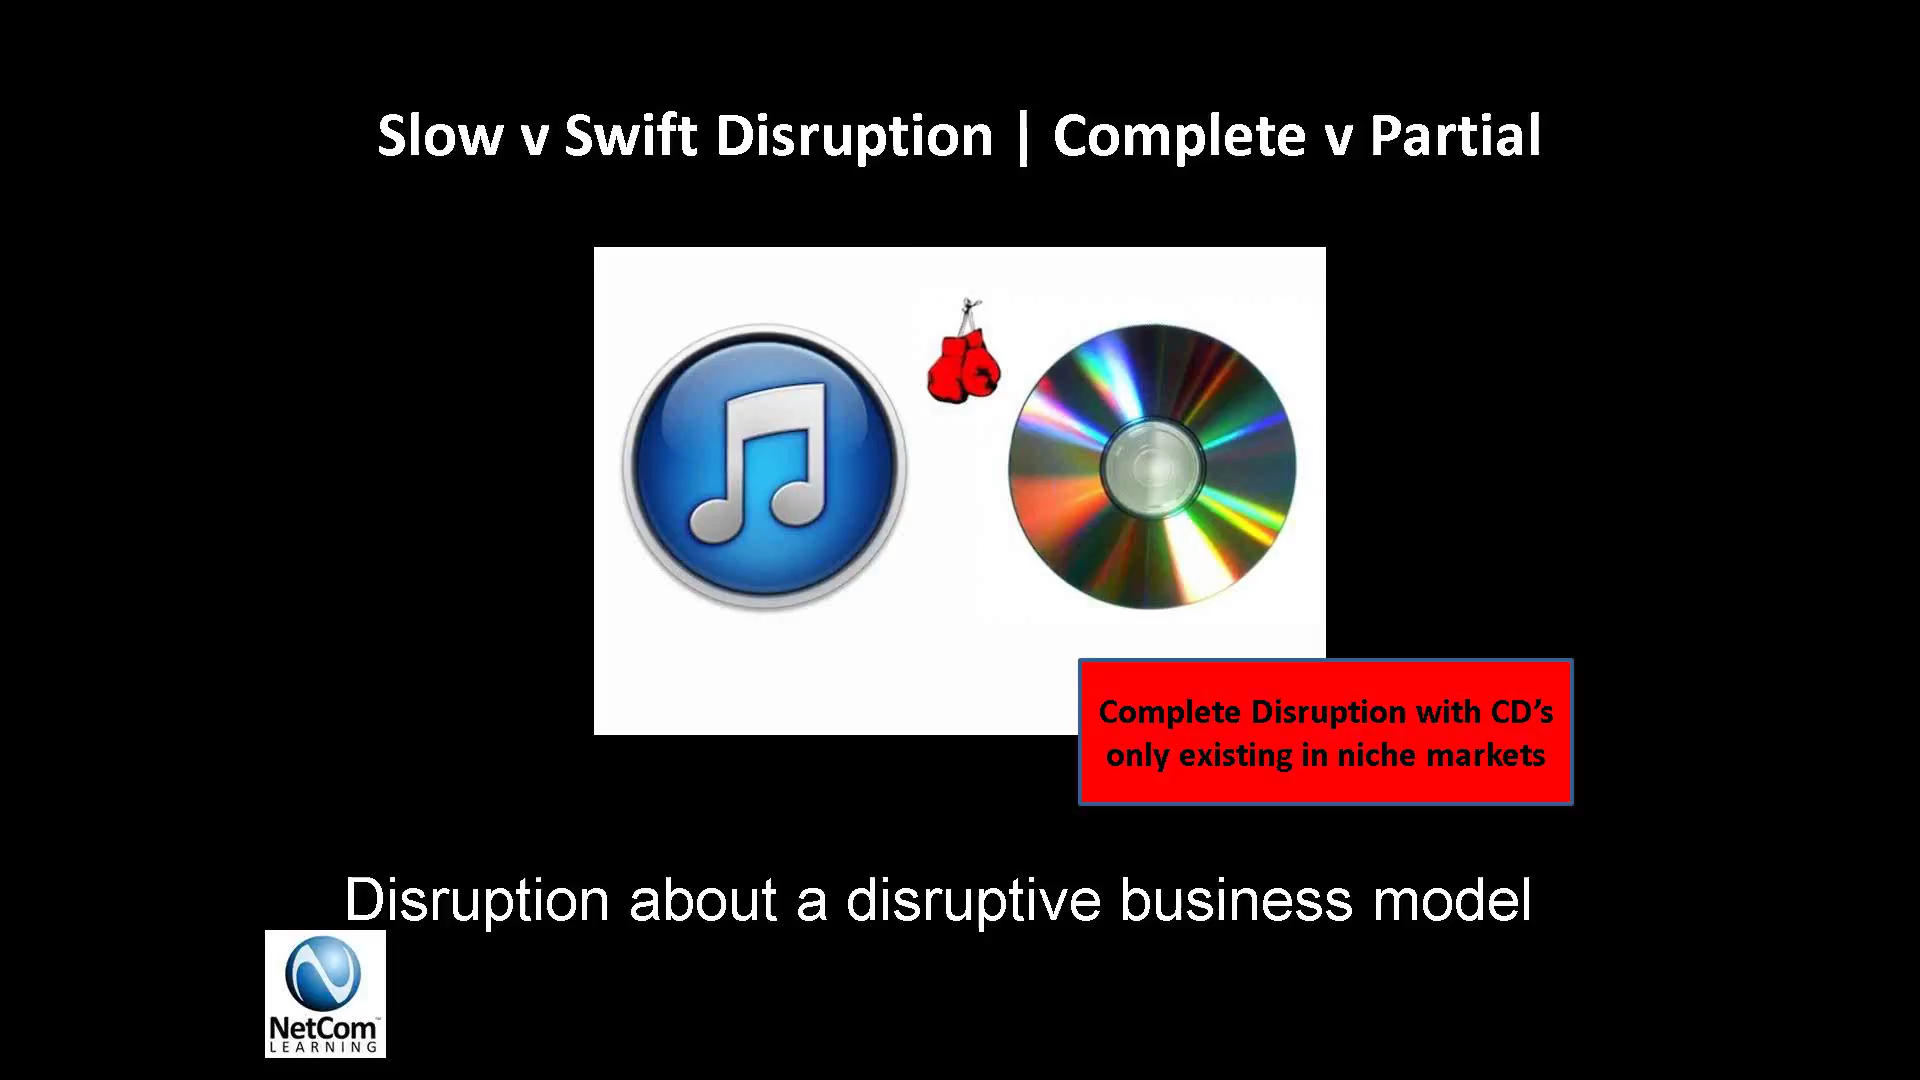 Slow v Swift Disruption | Complete v Partial
Complete Disruption with CD’s
only existing in niche markets
Disruption about a disruptive business model
NetCom™
LEARNING